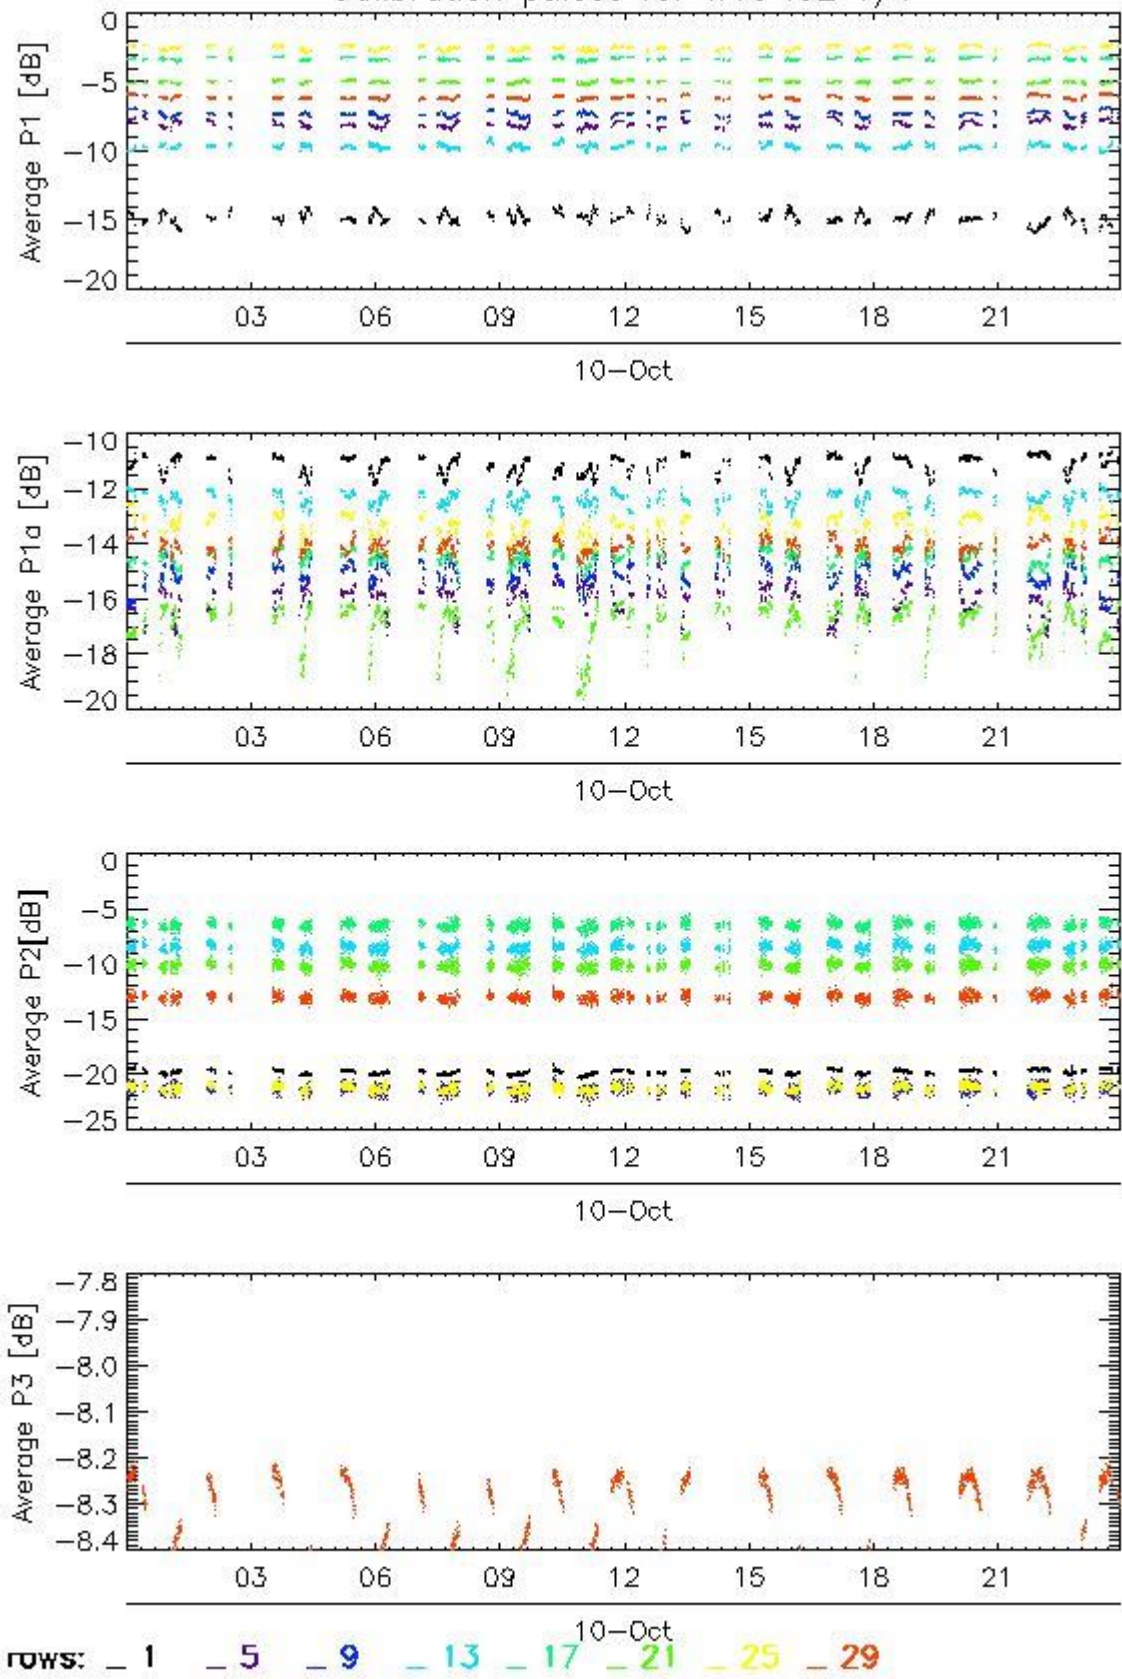 0
−5
−10
−15
−20
Average P1 [dB]
03 06 09 12 15 18 21
10−Oct
−10
−12
−14
−16
−18
−20
Average P1a [dB]
03 06 09 12 15 18 21
10−Oct
0
−5
−10
−15
−20
−25
Average P2[dB]
03 06 09 12 15 18 21
10−Oct
−7.8
−7.9
−8.0
−8.1
−8.2
−8.3
−8.4
Average P3 [dB]
03 06 09 12 15 18 21
10−Oct
rows: _ 1 _ 5 _ 9 _ 13 _ 17 _ 21 _ 25 _ 29